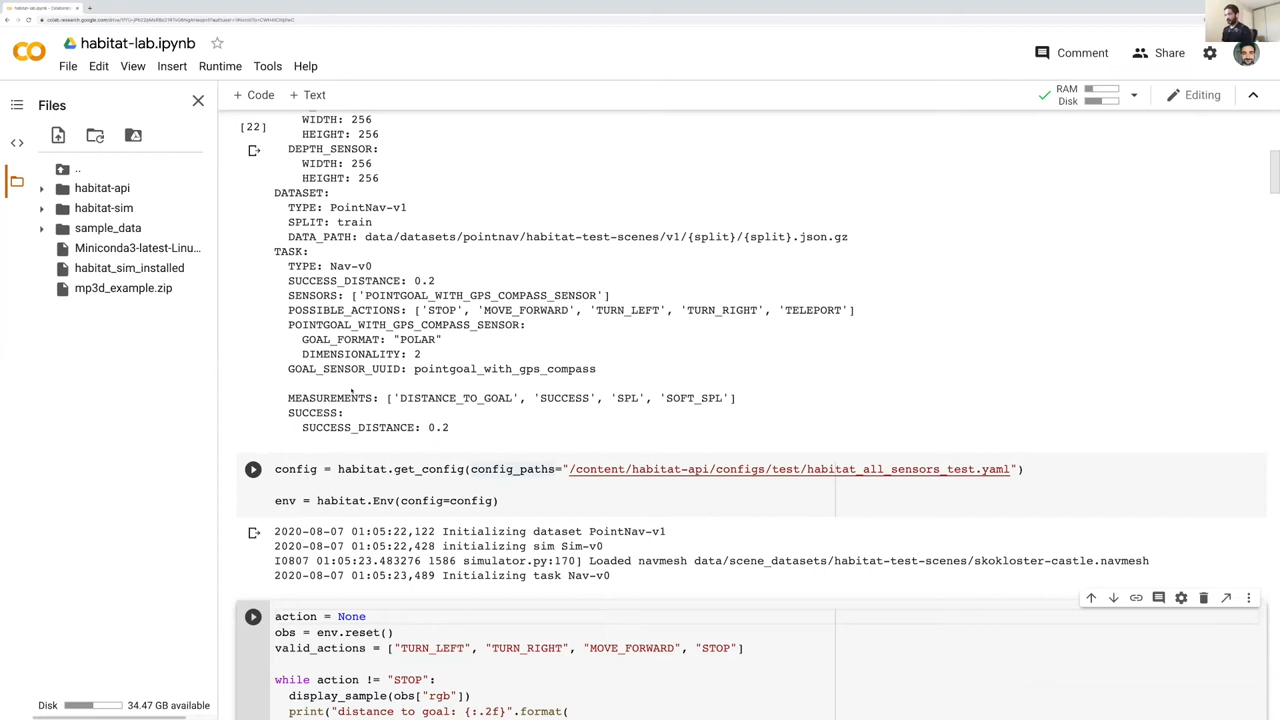 habitat-lab.ipynb
File Edit View Insert Runtime Tools Help
Comment Share
Files
+ Code + Text
RAM
Disk
Editing
..
habitat-api
habitat-sim
sample_data
Miniconda3-latest-Linu...
habitat_sim_installed
mp3d_example.zip
Disk 34.47 GB available
[22]
WIDTH: 256
HEIGHT: 256
DEPTH_SENSOR:
WIDTH: 256
HEIGHT: 256
DATASET:
TYPE: PointNav-v1
SPLIT: train
DATA_PATH: data/datasets/pointnav/habitat-test-scenes/v1/{split}/{split}.json.gz
TASK:
TYPE: Nav-v0
SUCCESS_DISTANCE: 0.2
SENSORS: ['POINTGOAL_WITH_GPS_COMPASS_SENSOR']
POSSIBLE_ACTIONS: ['STOP', 'MOVE_FORWARD', 'TURN_LEFT', 'TURN_RIGHT', 'TELEPORT']
POINTGOAL_WITH_GPS_COMPASS_SENSOR:
GOAL_FORMAT: "POLAR"
DIMENSIONALITY: 2
GOAL_SENSOR_UUID: pointgoal_with_gps_compass
MEASUREMENTS: ['DISTANCE_TO_GOAL', 'SUCCESS', 'SPL', 'SOFT_SPL']
SUCCESS:
SUCCESS_DISTANCE: 0.2
config = habitat.get_config(config_paths="/content/habitat-api/configs/test/habitat_all_sensors_test.yaml")
env = habitat.Env(config=config)
2020-08-07 01:05:22,122 Initializing dataset PointNav-v1
2020-08-07 01:05:22,428 initializing sim Sim-v0
I0807 01:05:23.483276 1586 simulator.py:170] Loaded navmesh data/scene_datasets/habitat-test-scenes/skokloster-castle.navmesh
2020-08-07 01:05:23,489 Initializing task Nav-v0
action = None
obs = env.reset()
valid_actions = ["TURN_LEFT", "TURN_RIGHT", "MOVE_FORWARD", "STOP"]
while action != "STOP":
display_sample(obs["rgb"])
print("distance to goal: {:.2f}".format(